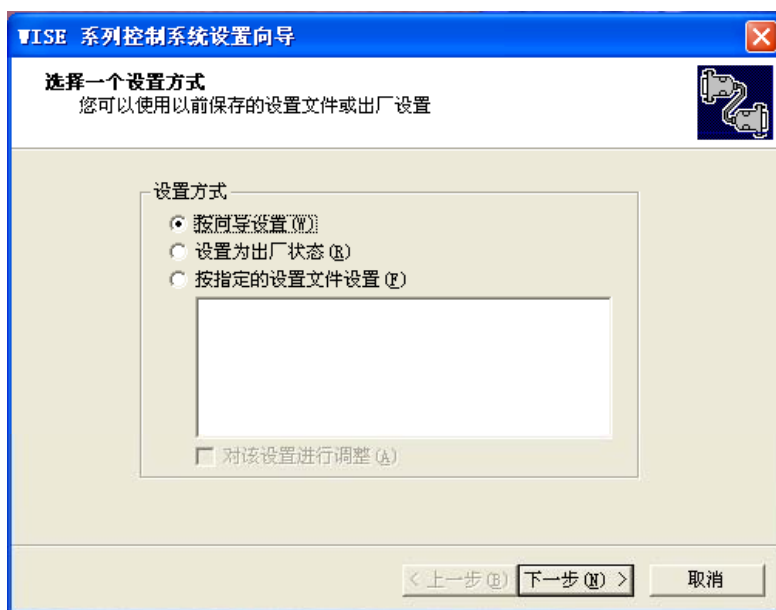 WISE 系列控制系统设置向导
选择一个设置方式
您可以使用以前保存的设置文件或出厂设置
设置方式
按向导设置(W)
设置为出厂状态(R)
按指定的设置文件设置(F)
对该设置进行调整(A)
< 上一步(B) 下一步(N) > 取消